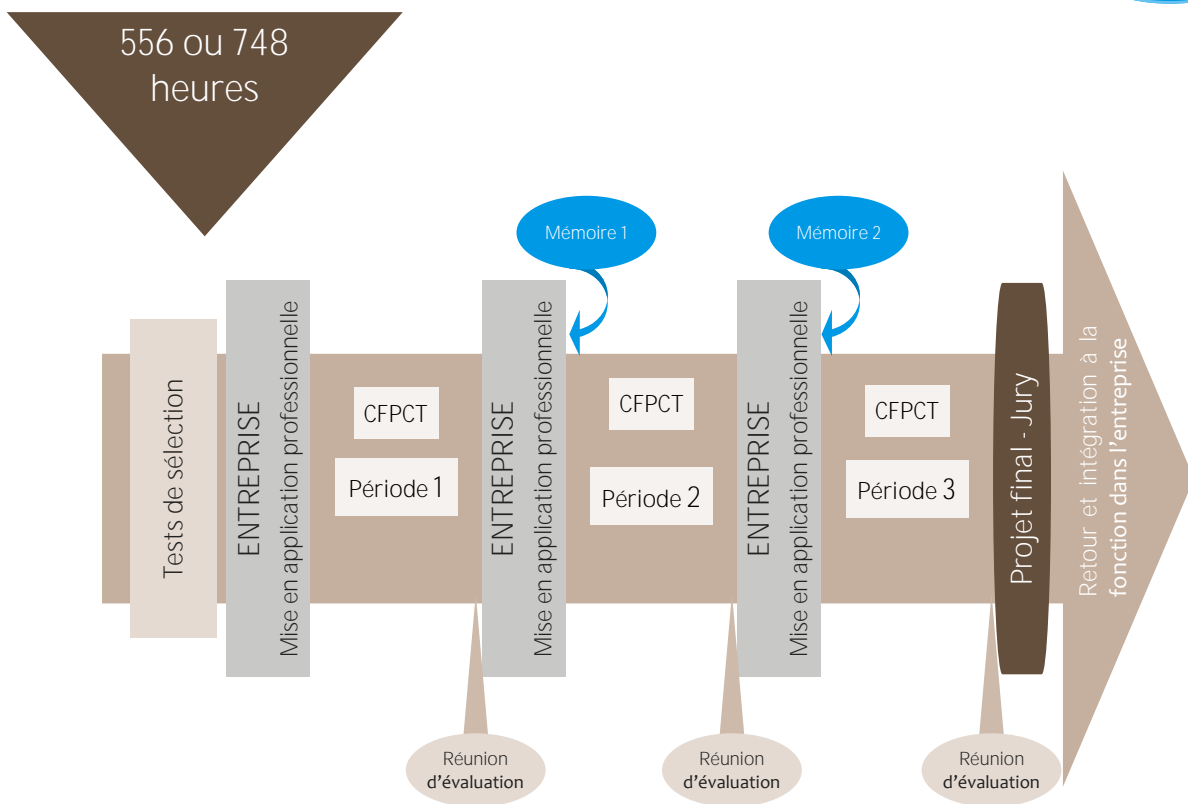 556 ou 748
heures
Mémoire 1
Mémoire 2
Tests de sélection
ENTREPRISE
Mise en application professionnelle
CFPCT
Période 1
ENTREPRISE
Mise en application professionnelle
CFPCT
Période 2
ENTREPRISE
Mise en application professionnelle
CFPCT
Période 3
Projet final - Jury
Retour et intégration à la
fonction dans l'entreprise
Réunion
d'évaluation
Réunion
d'évaluation
Réunion
d'évaluation